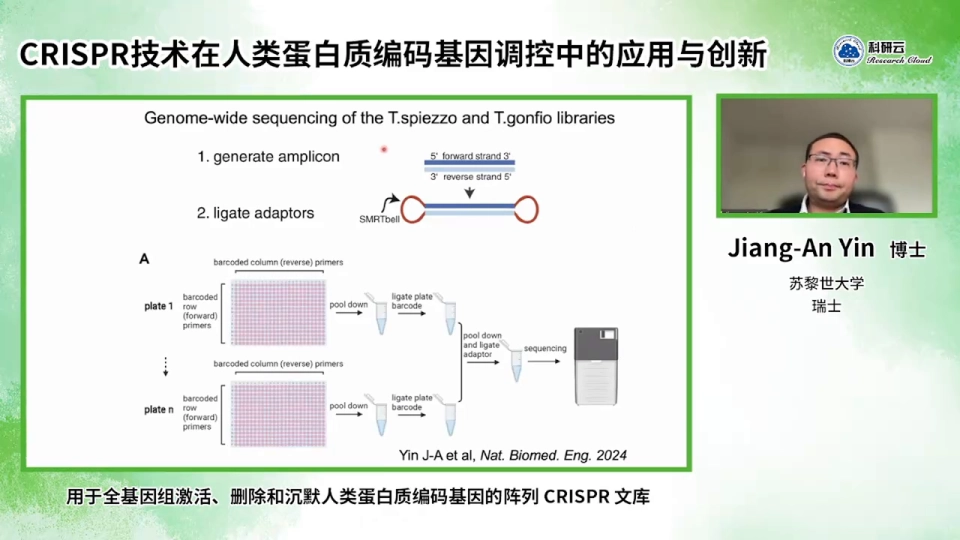 CRISPR技术在人类蛋白质编码基因调控中的应用与创新
科研云
Research Cloud
Genome-wide sequencing of the T.spiezzo and T.gonfio libraries
1. generate amplicon
5' forward strand 3'
3' reverse strand 5'
2. ligate adaptors
SMRTbell
A
barcoded column (reverse) primers
plate 1
barcoded
row
(forward)
primers
pool down
ligate plate
barcode
pool down
and ligate
adaptor
sequencing
barcoded column (reverse) primers
plate n
barcoded
row
(forward)
primers
pool down
ligate plate
barcode
Yin J-A et al, Nat. Biomed. Eng. 2024
Jiang-An Yin 博士
苏黎世大学
瑞士
用于全基因组激活、删除和沉默人类蛋白质编码基因的阵列 CRISPR 文库